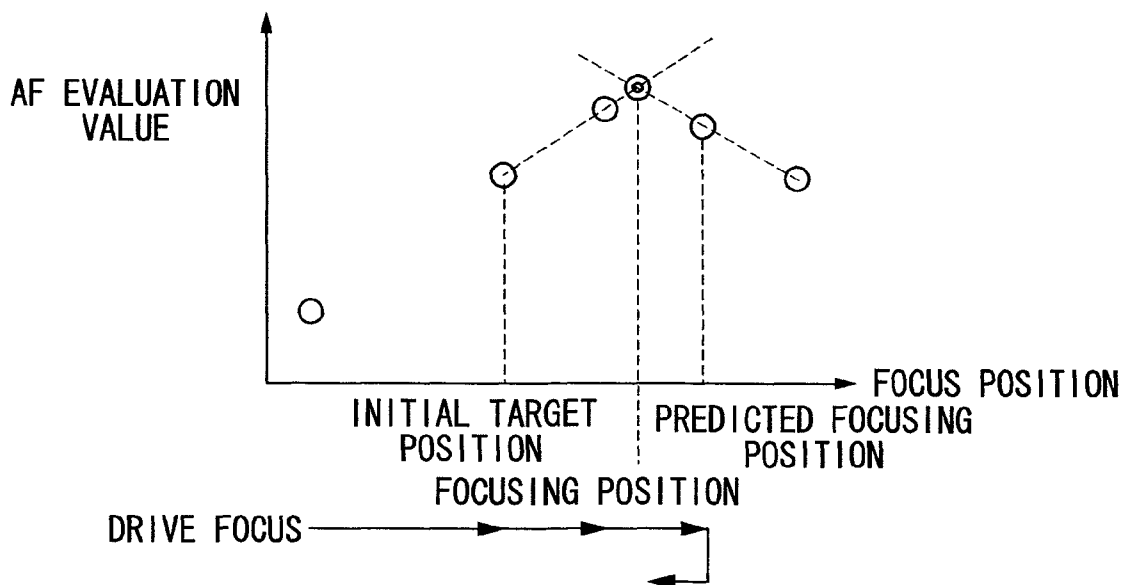 AF EVALUATION
VALUE
FOCUS POSITION
INITIAL TARGET
POSITION
PREDICTED FOCUSING
POSITION
FOCUSING POSITION
DRIVE FOCUS